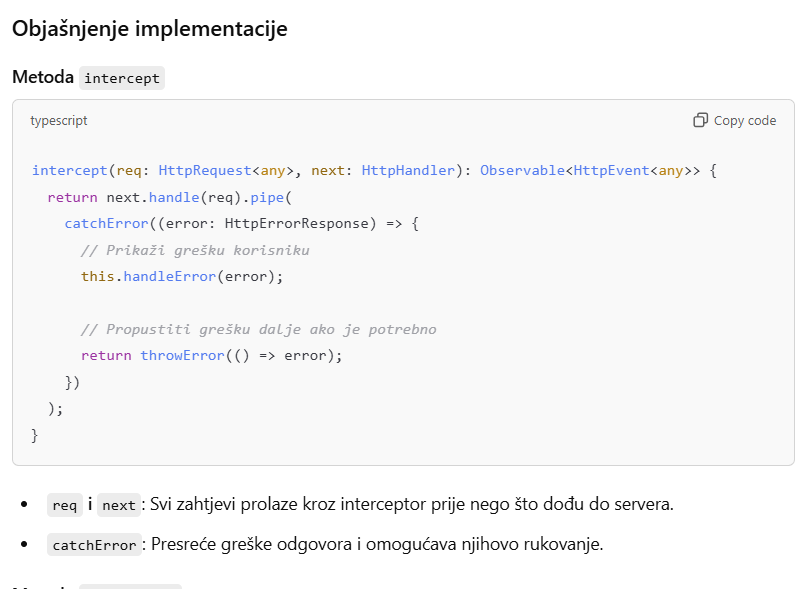 Objašnjenje implementacije
Metoda intercept
typescript
Copy code
intercept(req: HttpRequest<any>, next: HttpHandler): Observable<HttpEvent<any>> {
  return next.handle(req).pipe(
    catchError((error: HttpErrorResponse) => {
      // Prikaži grešku korisniku
      this.handleError(error);
      // Propustiti grešku dalje ako je potrebno
      return throwError(() => error);
    })
  );
}
• req i next: Svi zahtjevi prolaze kroz interceptor prije nego što dođu do servera.
• catchError: Presreće greške odgovora i omogućava njihovo rukovanje.